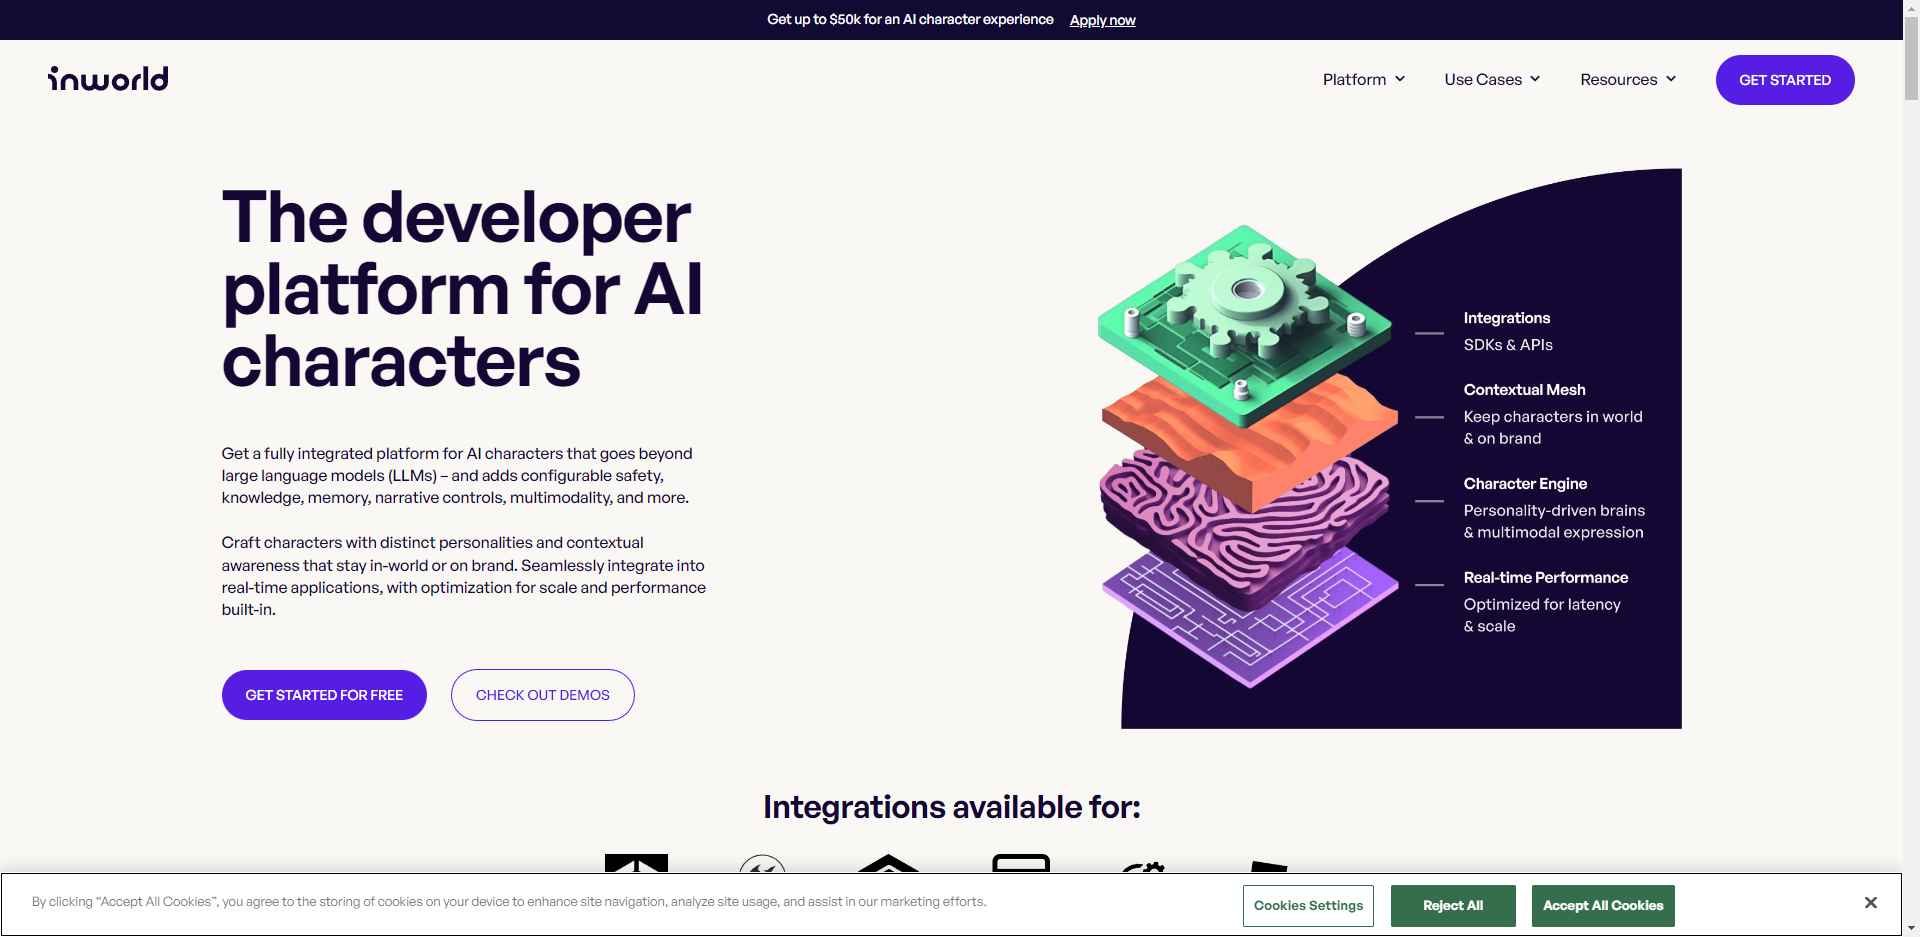 Get up to $50k for an AI character experience Apply now
inworld
Platform Use Cases Resources GET STARTED
The developer
platform for AI
characters
Get a fully integrated platform for AI characters that goes beyond
large language models (LLMs) – and adds configurable safety,
knowledge, memory, narrative controls, multimodality, and more.
Craft characters with distinct personalities and contextual
awareness that stay in-world or on brand. Seamlessly integrate into
real-time applications, with optimization for scale and performance
built-in.
GET STARTED FOR FREE CHECK OUT DEMOS
Integrations
SDKs & APIs
Contextual Mesh
Keep characters in world
& on brand
Character Engine
Personality-driven brains
& multimodal expression
Real-time Performance
Optimized for latency
& scale
Integrations available for:
By clicking “Accept All Cookies”, you agree to the storing of cookies on your device to enhance site navigation, analyze site usage, and assist in our marketing efforts.
Cookies Settings Reject All Accept All Cookies